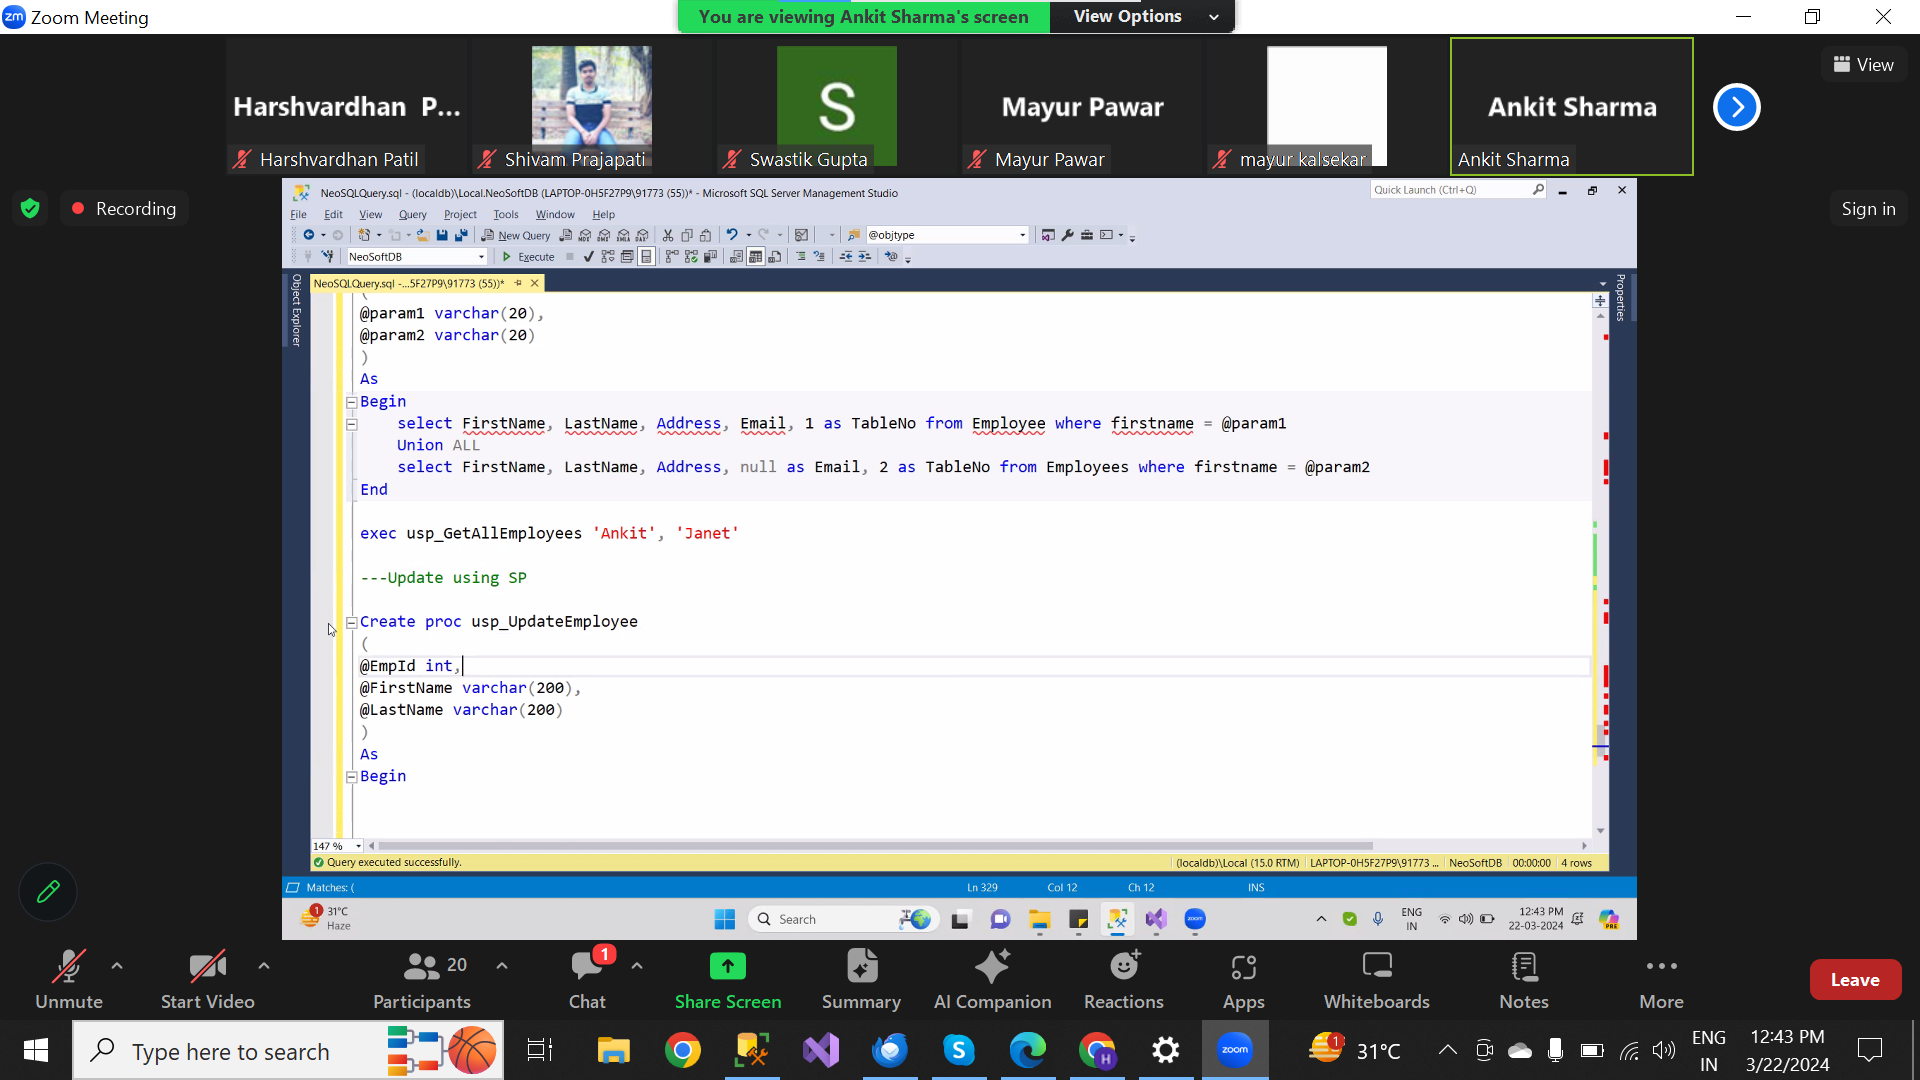 zm Zoom Meeting
You are viewing Ankit Sharma's screen View Options
Harshvardhan P...
S
Mayur Pawar
Ankit Sharma
View
Harshvardhan Patil
Shivam Prajapati
Swastik Gupta
Mayur Pawar
mayur kalsekar
Ankit Sharma
Recording
Sign in
NeoSQLQuery.sql - (localdb)\Local.NeoSoftDB (LAPTOP-0H5F27P9\91773 (55))* - Microsoft SQL Server Management Studio
Quick Launch (Ctrl+Q)
File Edit View Query Project Tools Window Help
New Query
@objtype
NeoSoftDB
Execute
NeoSQLQuery.sql -...5F27P9\91773 (55))*
Object Explorer
Properties
(
@param1 varchar(20),
@param2 varchar(20)
)
As
Begin
select FirstName, LastName, Address, Email, 1 as TableNo from Employee where firstname = @param1
Union ALL
select FirstName, LastName, Address, null as Email, 2 as TableNo from Employees where firstname = @param2
End
exec usp_GetAllEmployees 'Ankit', 'Janet'
---Update using SP
Create proc usp_UpdateEmployee
(
@EmpId int,
@FirstName varchar(200),
@LastName varchar(200)
)
As
Begin
147 %
Query executed successfully.
(localdb)\Local (15.0 RTM) LAPTOP-0H5F27P9\91773 ... NeoSoftDB 00:00:00 4 rows
Matches: (
Ln 329 Col 12 Ch 12 INS
1
31°C
Haze
Search
zoom
ENG
IN
12:43 PM
22-03-2024
PRE
Unmute
Start Video
20
Participants
1
Chat
Share Screen
Summary
AI Companion
Reactions
Apps
Whiteboards
Notes
More
Leave
Type here to search
H
zoom
1
31°C
ENG
IN
12:43 PM
3/22/2024